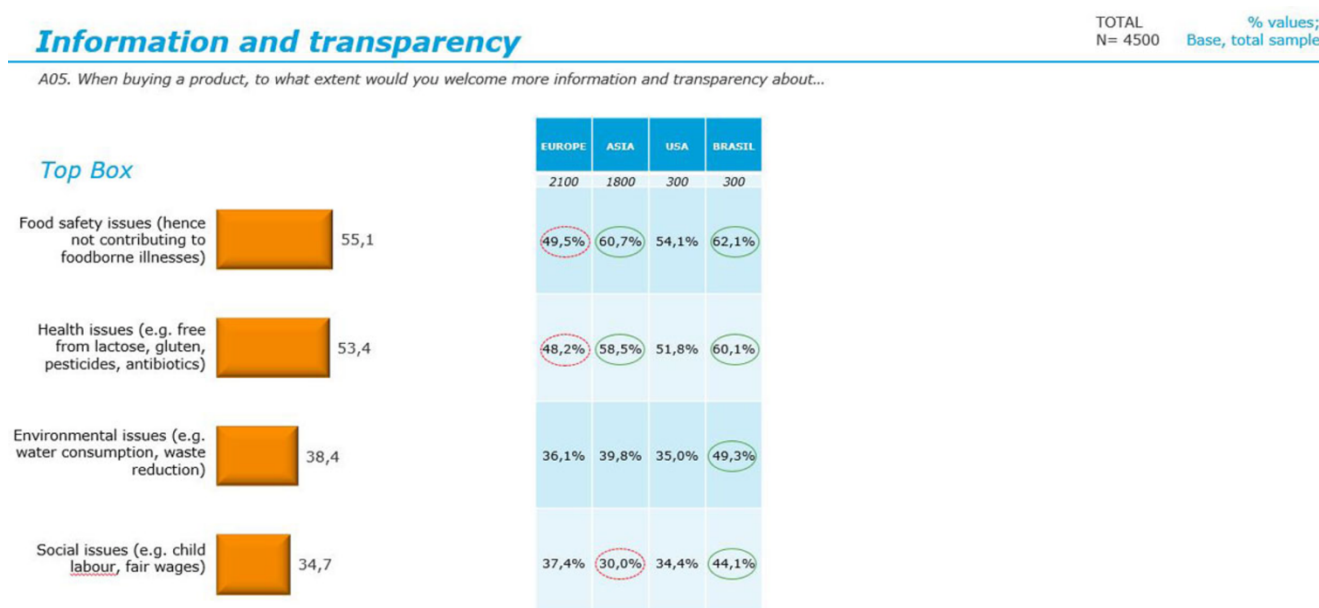 Information and transparency
TOTAL
N= 4500
% values;
Base, total sample
A05. When buying a product, to what extent would you welcome more information and transparency about…
Top Box
EUROPE ASIA USA BRASIL
2100 1800 300 300
Food safety issues (hence
not contributing to
foodborne illnesses)
55,1
49,5% 60,7% 54,1% 62,1%
Health issues (e.g. free
from lactose, gluten,
pesticides, antibiotics)
53,4
48,2% 58,5% 51,8% 60,1%
Environmental issues (e.g.
water consumption, waste
reduction)
38,4
36,1% 39,8% 35,0% 49,3%
Social issues (e.g. child
labour, fair wages)
34,7
37,4% 30,0% 34,4% 44,1%